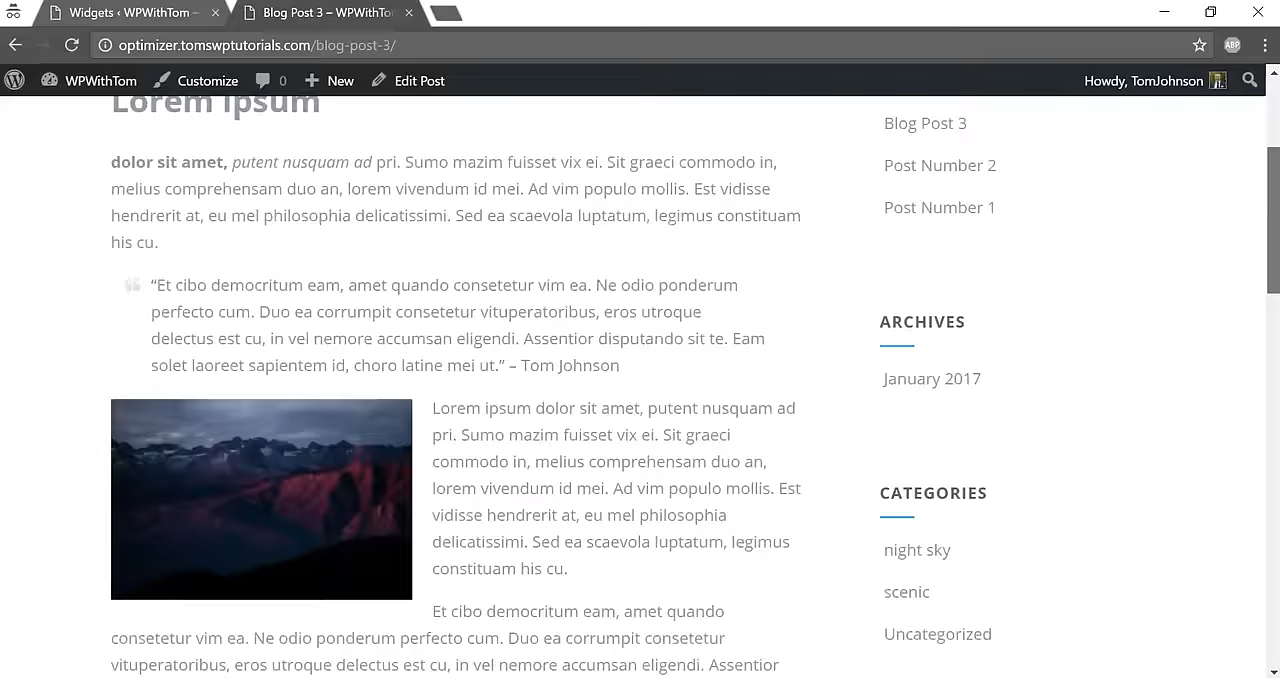 Widgets ‹ WPWithTom –
Blog Post 3 – WPWithTo
optimizer.tomswptutorials.com/blog-post-3/
ABP
WPWithTom
Customize
0
New
Edit Post
Howdy, TomJohnson
Lorem Ipsum
dolor sit amet, putent nusquam ad pri. Sumo mazim fuisset vix ei. Sit graeci commodo in,
melius comprehensam duo an, lorem vivendum id mei. Ad vim populo mollis. Est vidisse
hendrerit at, eu mel philosophia delicatissimi. Sed ea scaevola luptatum, legimus constituam
his cu.
“Et cibo democritum eam, amet quando consetetur vim ea. Ne odio ponderum
perfecto cum. Duo ea corrumpit consetetur vituperatoribus, eros utroque
delectus est cu, in vel nemore accumsan eligendi. Assentior disputando sit te. Eam
solet laoreet sapientem id, choro latine mei ut.” – Tom Johnson
Lorem ipsum dolor sit amet, putent nusquam ad
pri. Sumo mazim fuisset vix ei. Sit graeci
commodo in, melius comprehensam duo an,
lorem vivendum id mei. Ad vim populo mollis. Est
vidisse hendrerit at, eu mel philosophia
delicatissimi. Sed ea scaevola luptatum, legimus
constituam his cu.
Et cibo democritum eam, amet quando
consetetur vim ea. Ne odio ponderum perfecto cum. Duo ea corrumpit consetetur
vituperatoribus, eros utroque delectus est cu, in vel nemore accumsan eligendi. Assentior
Blog Post 3
Post Number 2
Post Number 1
ARCHIVES
January 2017
CATEGORIES
night sky
scenic
Uncategorized